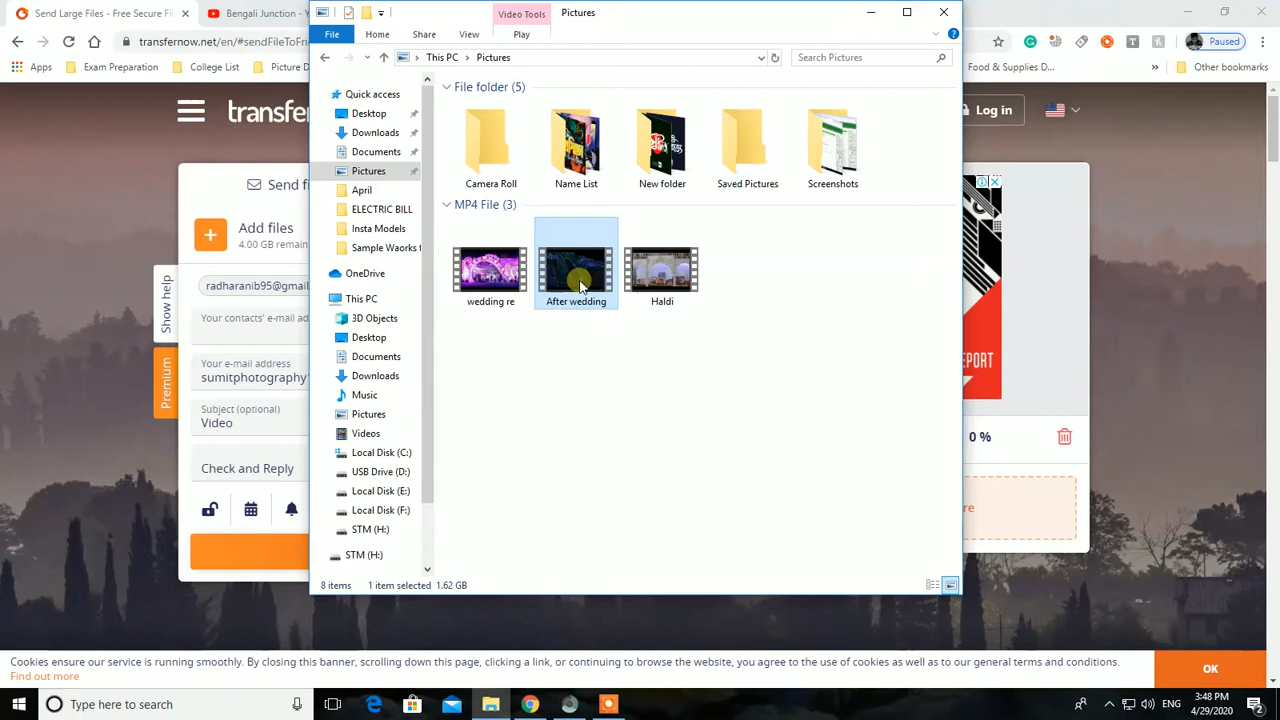 Send Large Files - Free Secure F
Bengali Junction - YouTube
transfernow.net/en/#sendFileToFri
Paused
Apps
Exam Preparation
College List
Picture D
Food & Supplies D...
Other bookmarks
Video Tools
Pictures
File
Home
Share
View
Play
This PC
Pictures
Search Pictures
Quick access
Desktop
Downloads
Documents
Pictures
April
ELECTRIC BILL
Insta Models
Sample Waorks f
OneDrive
This PC
3D Objects
Desktop
Documents
Downloads
Music
Pictures
Videos
Local Disk (C:)
USB Drive (D:)
Local Disk (E:)
Local Disk (F:)
STM (H:)
STM (H:)
File folder (5)
Camera Roll
Name List
New folder
Saved Pictures
Screenshots
MP4 File (3)
wedding re
After wedding
Haldi
8 items
1 item selected 1.62 GB
transfe
Log in
Send fi
Add files
4.00 GB remain
Show help
radharanib95@gmail
Your contacts' e-mail ad
Your e-mail address
sumitphotography
Premium
Subject (optional)
Video
Check and Reply
EPORT
0 %
re
Cookies ensure our service is running smoothly. By closing this banner, scrolling down this page, clicking a link, or continuing to browse the website, you agree to the use of cookies as well as to our general terms and conditions.
Find out more
OK
Type here to search
ENG
3:48 PM
4/29/2020
2